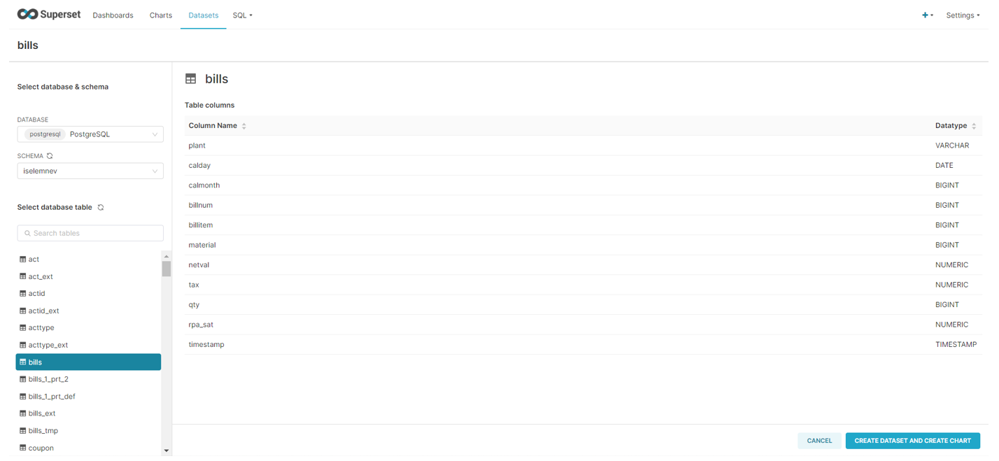 Superset Dashboards Charts Datasets SQL + Settings
bills
Select database & schema
DATABASE
postgresql PostgreSQL
SCHEMA
iselemnev
Select database table
Search tables
act
act_ext
actid
actid_ext
acttype
acttype_ext
bills
bills_1_prt_2
bills_1_prt_def
bills_ext
bills_tmp
coupon
bills
Table columns
Column Name Datatype
plant VARCHAR
calday DATE
calmonth BIGINT
billnum BIGINT
billitem BIGINT
material BIGINT
netval NUMERIC
tax NUMERIC
qty BIGINT
rpa_sat NUMERIC
timestamp TIMESTAMP
CANCEL CREATE DATASET AND CREATE CHART